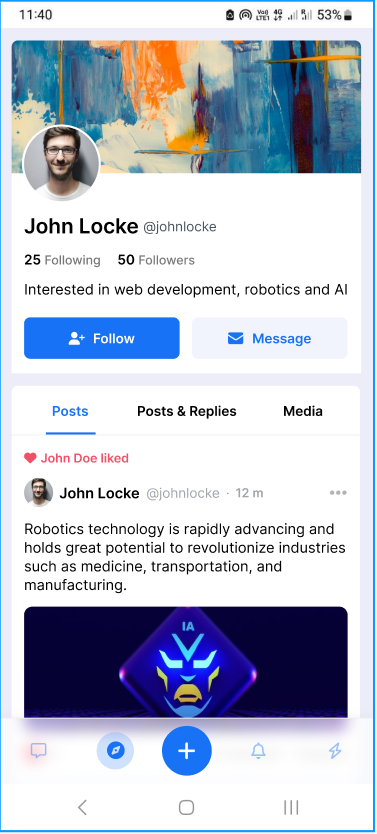 11:40 Vo) LTE1 4G R 53%
John Locke @johnlocke
25 Following 50 Followers
Interested in web development, robotics and AI
Follow Message
Posts Posts & Replies Media
John Doe liked
John Locke @johnlocke · 12 m
Robotics technology is rapidly advancing and
holds great potential to revolutionize industries
such as medicine, transportation, and
manufacturing.
IA